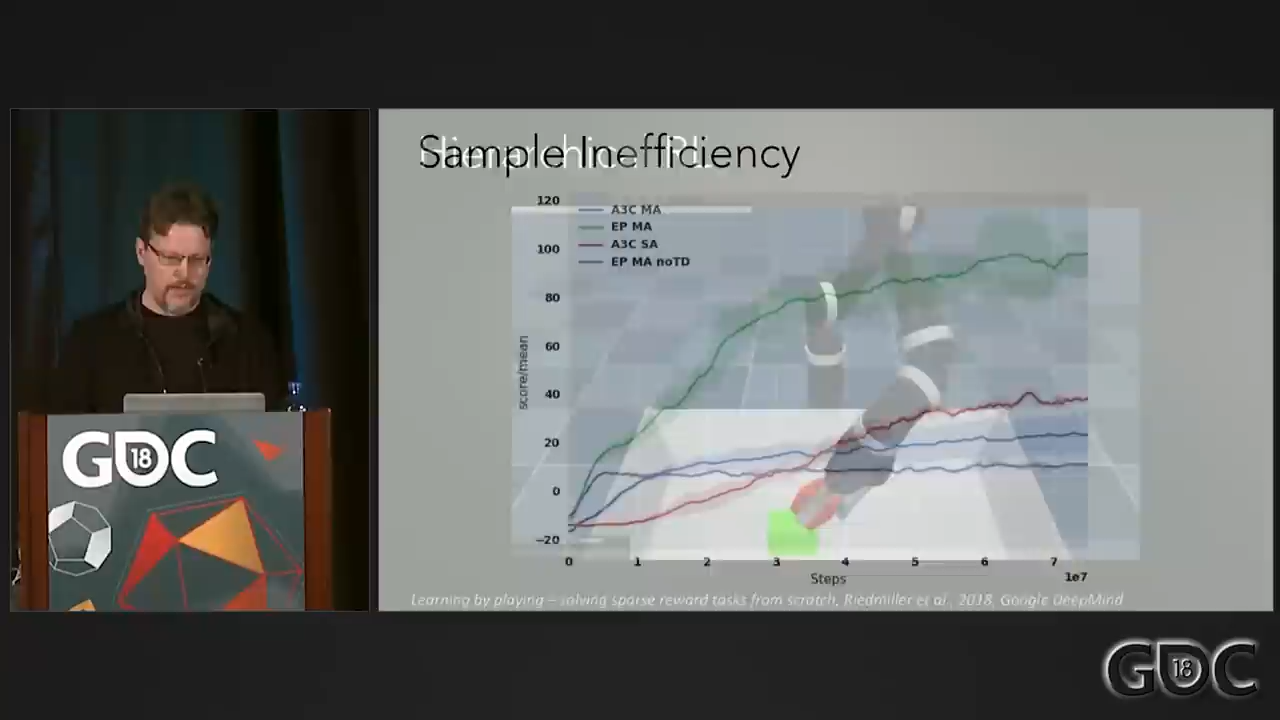 Sample Inefficiency
Hierarchical RL
120
A3C MA
EP MA
100
A3C SA
EP MA noTD
80
60
score/mean
40
20
0
−20
0 1 2 3 4 5 6 7
1e7
Steps
Learning by playing – solving sparse reward tasks from scratch, Riedmiller et al., 2018, Google DeepMind
GDC 18
GDC 18